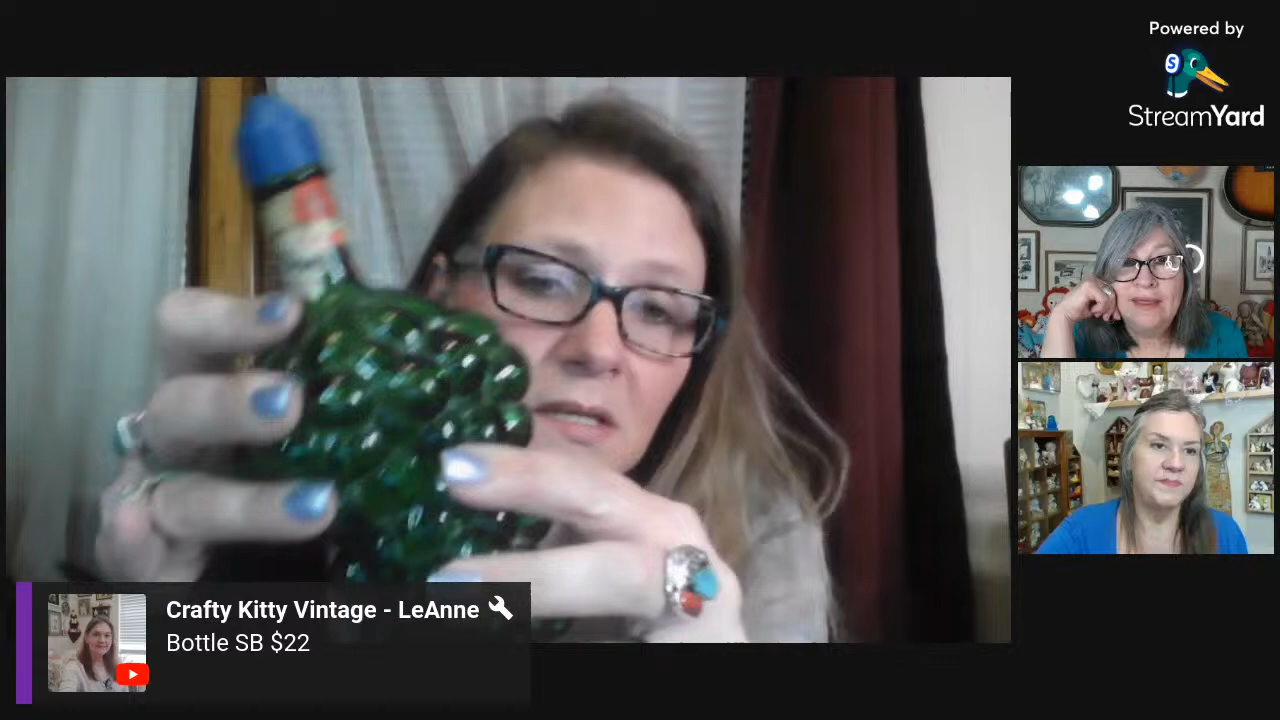 Powered by
S
StreamYard
Crafty Kitty Vintage - LeAnne
Bottle SB $22